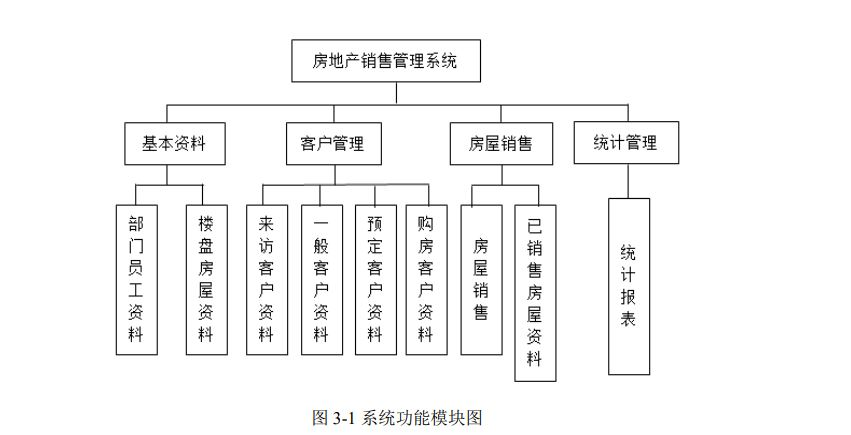 房地产销售管理系统
基本资料
客户管理
房屋销售
统计管理
部门员工资料
楼盘房屋资料
来访客户资料
一般客户资料
预定客户资料
购房客户资料
房屋销售
已销售房屋资料
统计报表
图 3-1 系统功能模块图